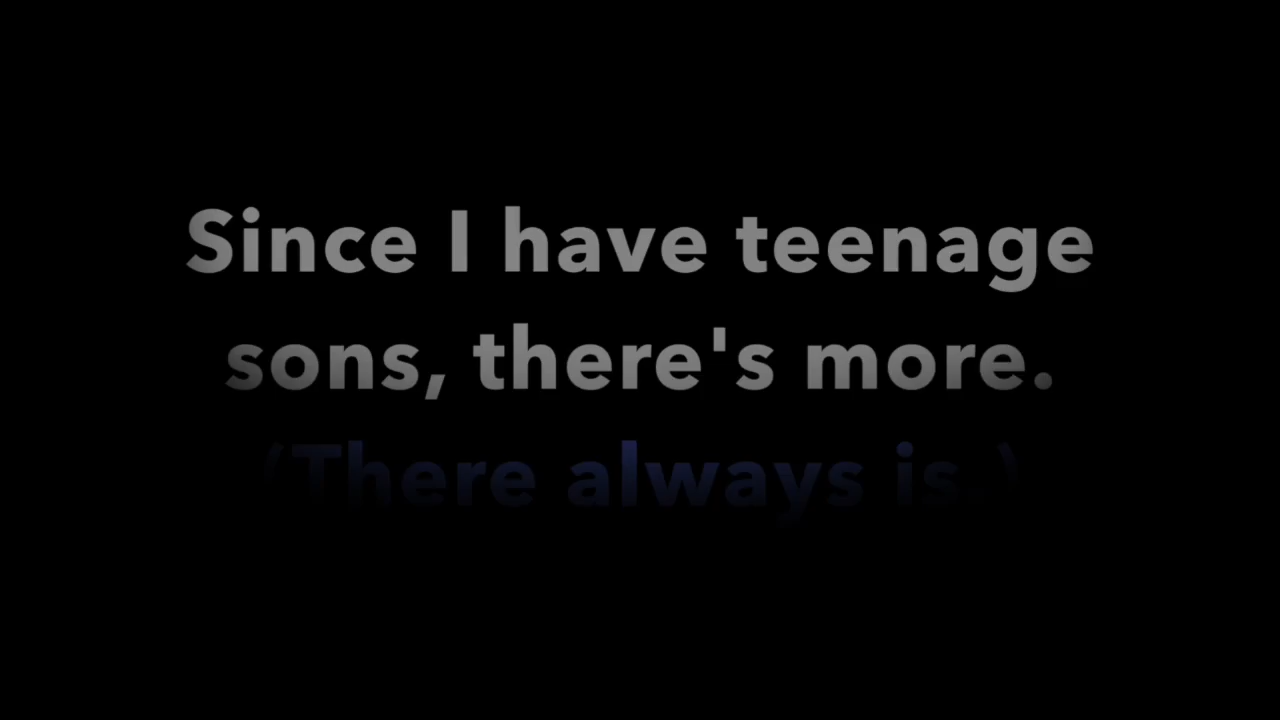 Since I have teenage
sons, there's more.
(There always is.)